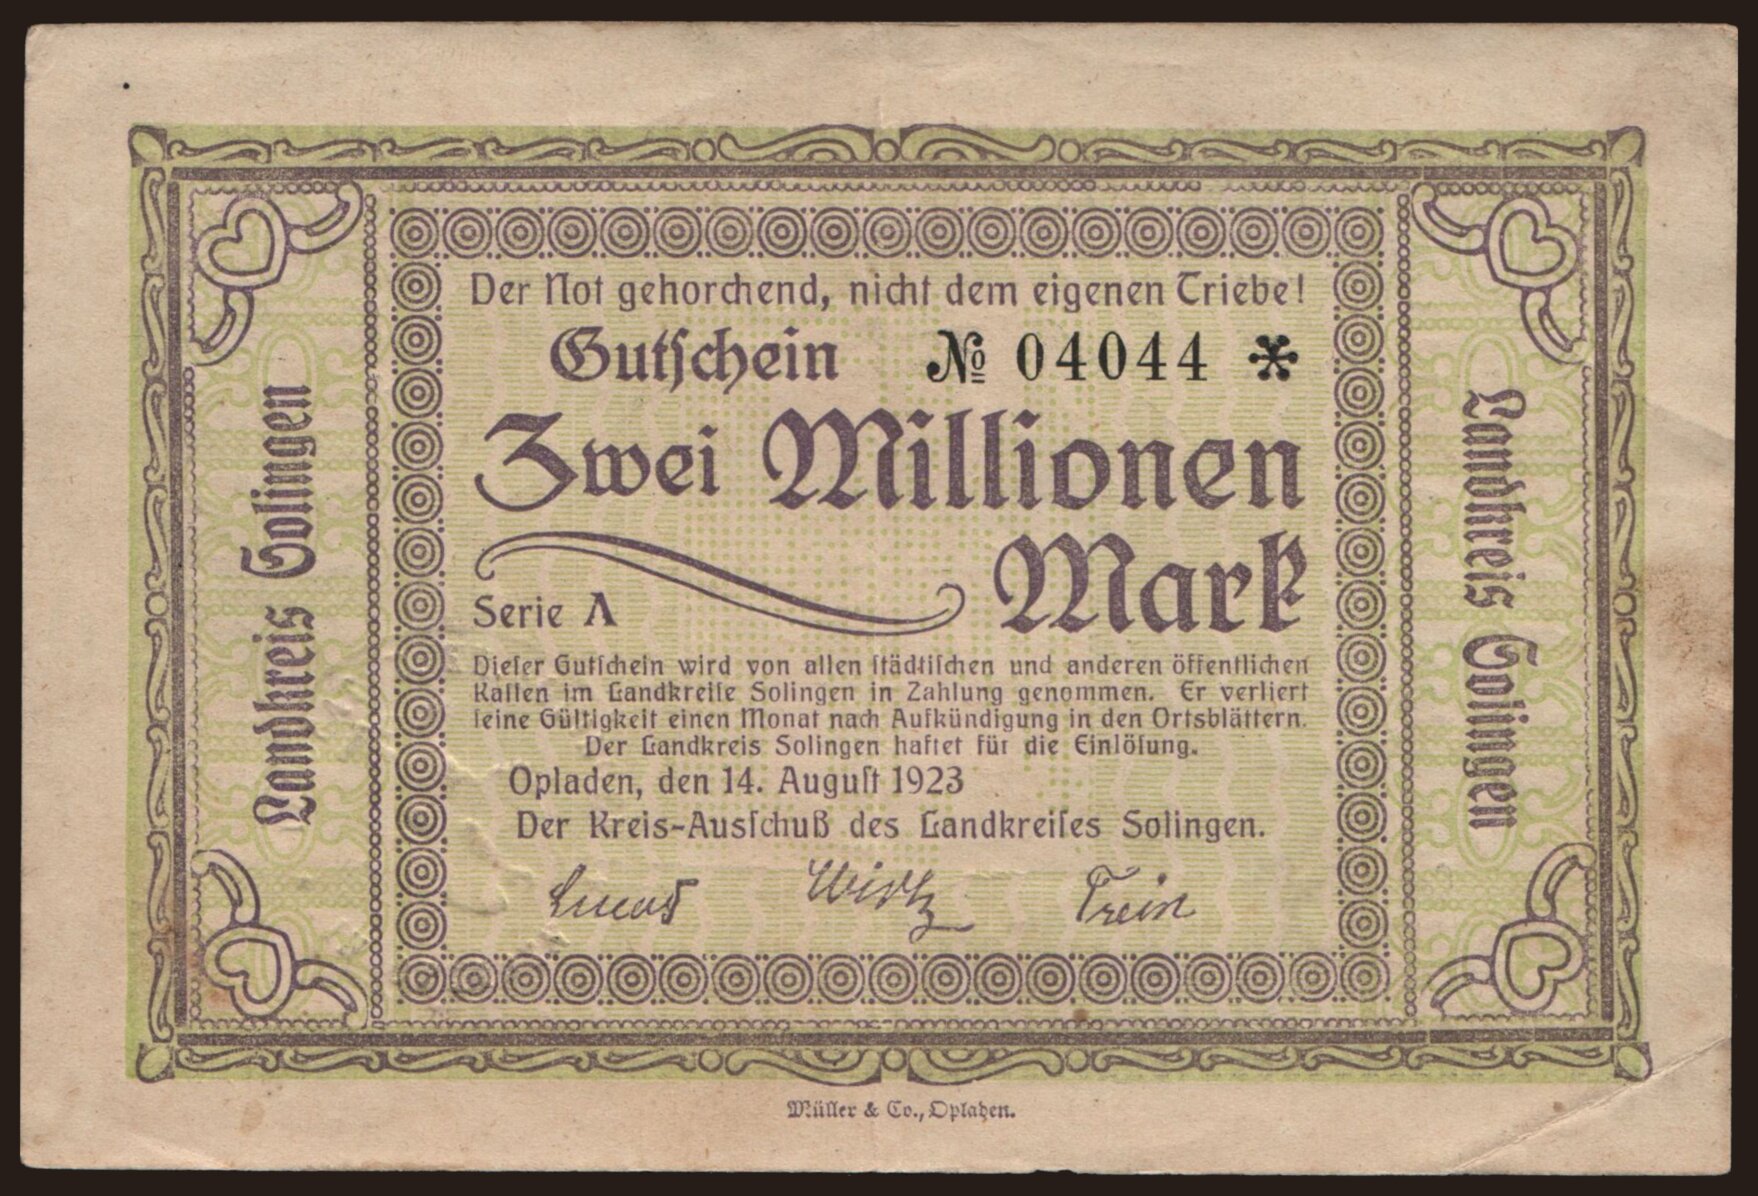 Der Not gehorchend, nicht dem eigenen Triebe!
Gutschein № 04044 *
Zwei Millionen
Mark
Serie A
Dieser Gutschein wird von allen städtischen und anderen öffentlichen
Kassen im Landkreise Solingen in Zahlung genommen. Er verliert
seine Gültigkeit einen Monat nach Aufkündigung in den Ortsblättern.
Der Landkreis Solingen haftet für die Einlösung.
Opladen, den 14. August 1923
Der Kreis-Ausschuß des Landkreises Solingen.
Lucas Wirtz Trein
Landkreis Solingen
Landkreis Solingen
Müller & Co., Opladen.